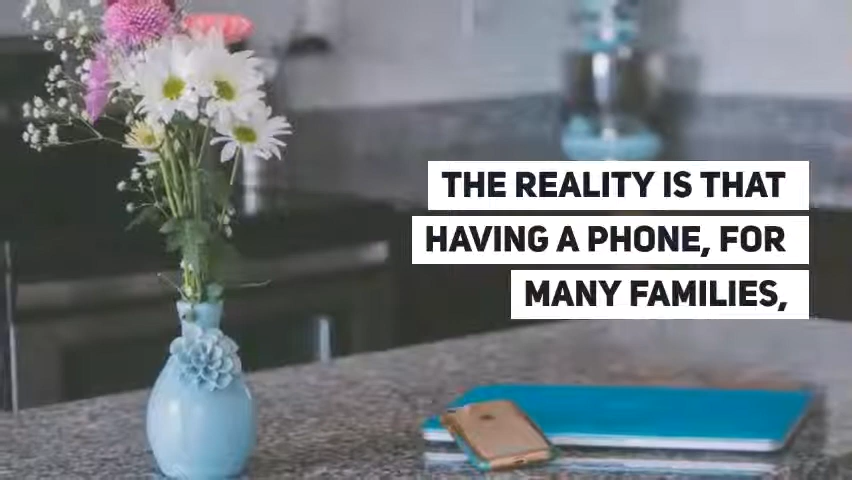 THE REALITY IS THAT
HAVING A PHONE, FOR
MANY FAMILIES,